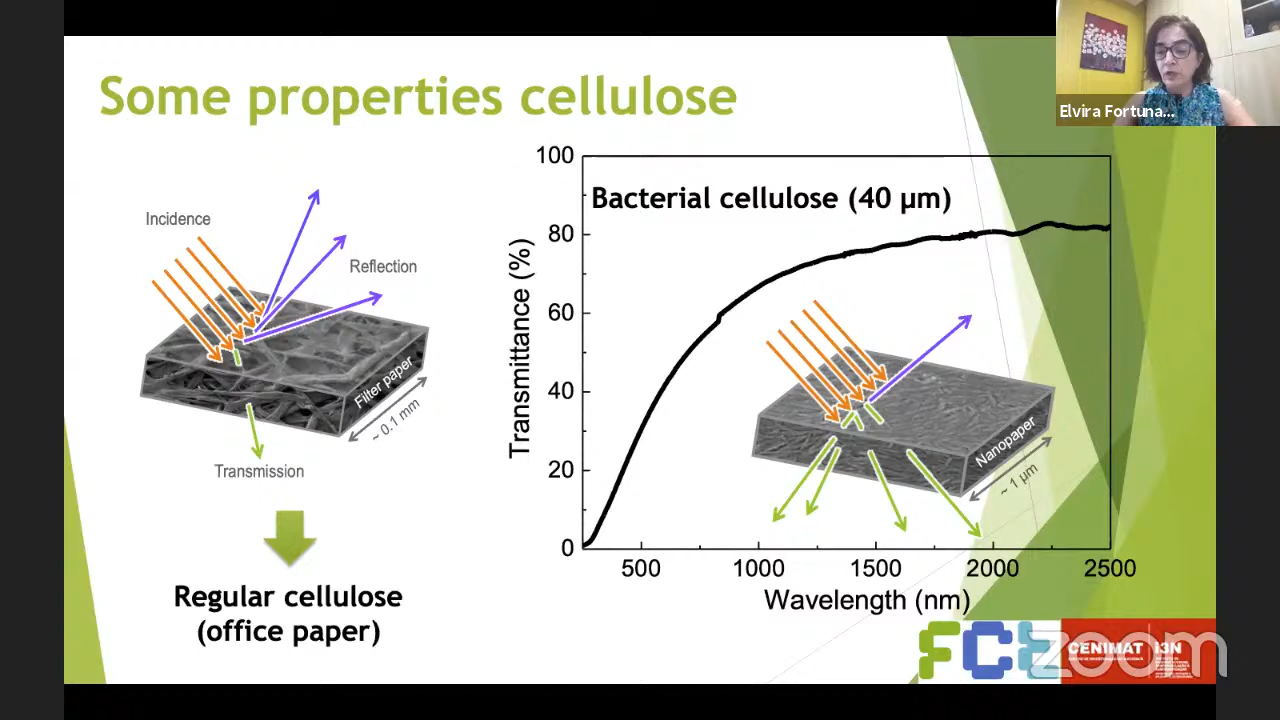 Some properties cellulose
Elvira Fortuna...
Incidence
Reflection
Filter paper
~ 0.1 mm
Transmission
Regular cellulose
(office paper)
Bacterial cellulose (40 μm)
Transmittance (%)
100
80
60
40
20
0
500
1000
1500
2000
2500
Wavelength (nm)
Nanopaper
~ 1 μm
zoom
CENIMAT I3N